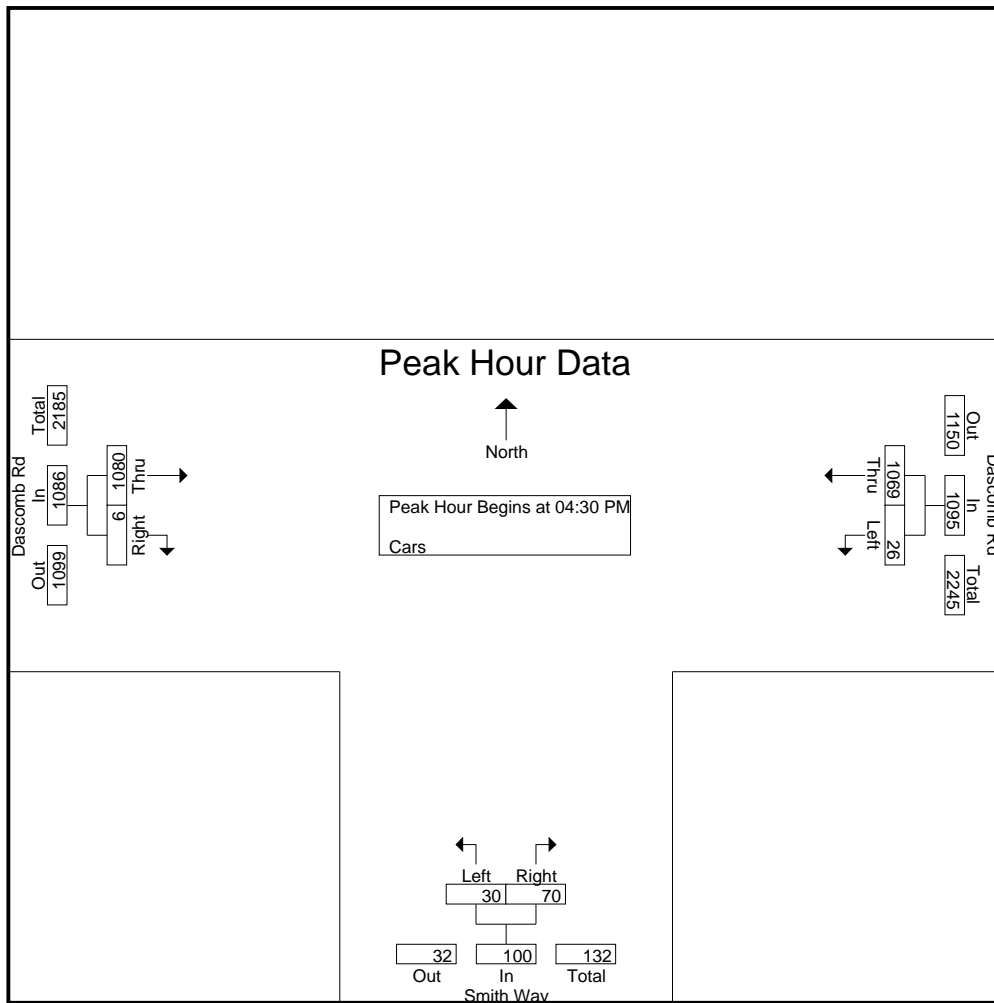 Peak Hour Data
North
Peak Hour Begins at 04:30 PM
Cars
Dascomb Rd
Total
2185
In
1086
Out
1099
1080
Thru
6
Right
Dascomb Rd
Out
1150
In
1095
Total
2245
1069
Thru
26
Left
Left Right
30 70
32 100 132
Out In Total
Smith Way